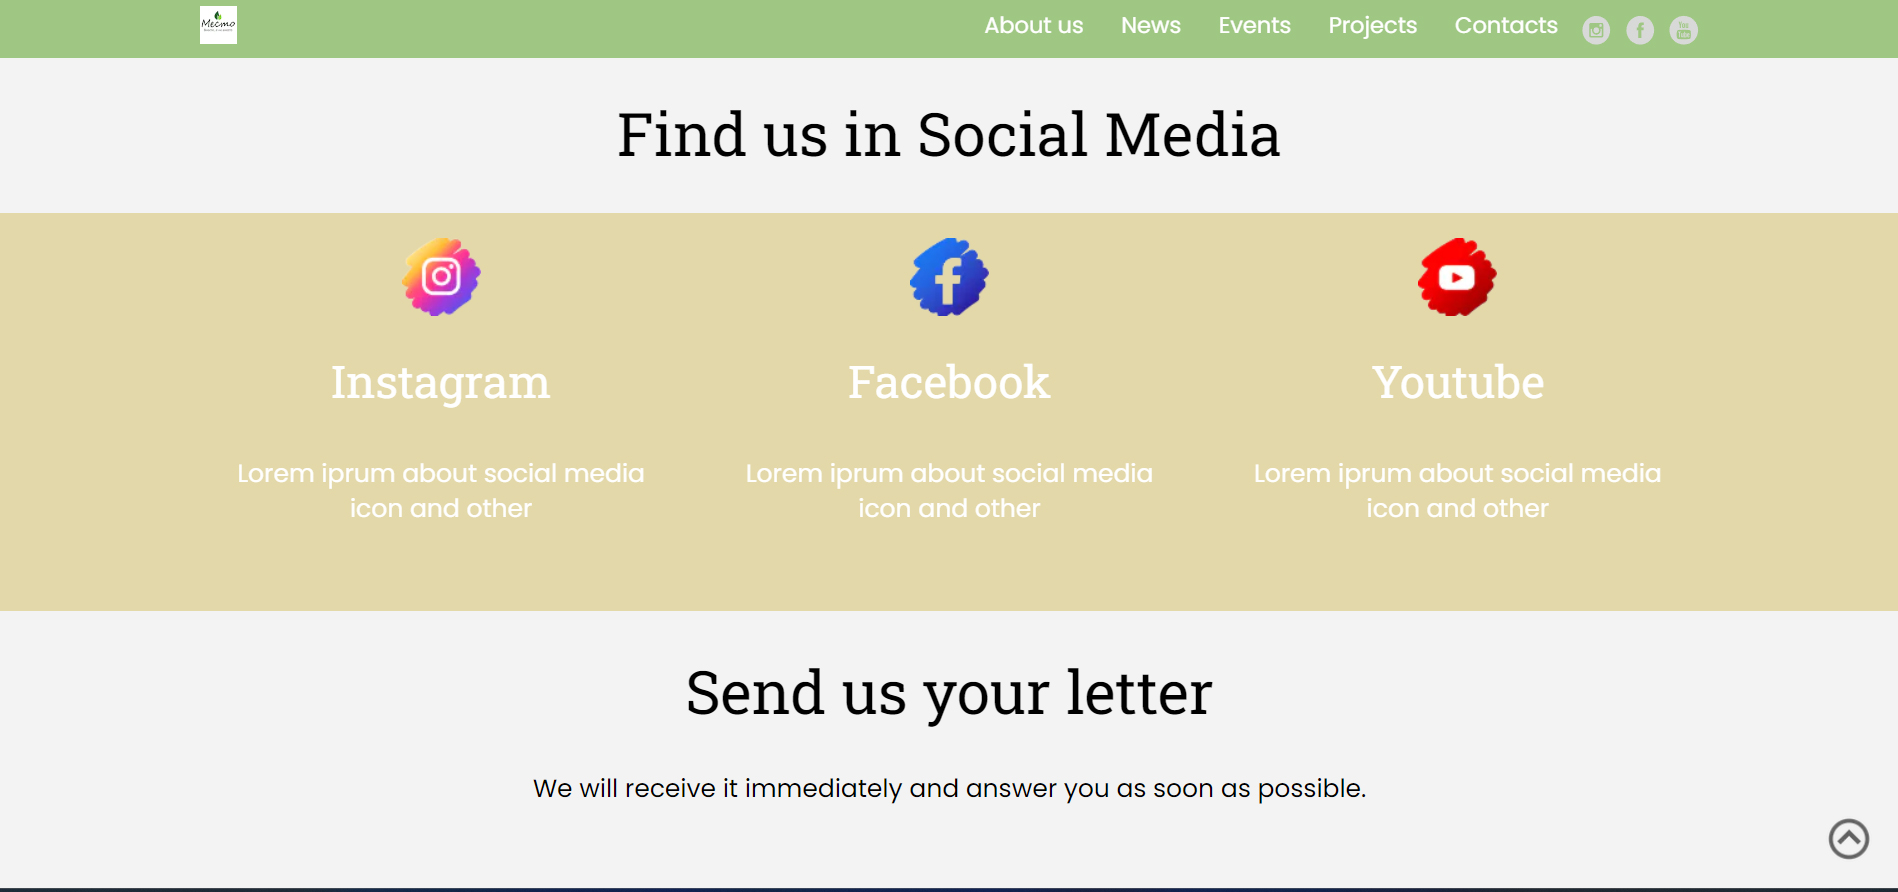 Mecmo
About us News Events Projects Contacts
You
Tube
Find us in Social Media
Instagram Facebook Youtube
Lorem iprum about social media Lorem iprum about social media Lorem iprum about social media
icon and other icon and other icon and other
Send us your letter
We will receive it immediately and answer you as soon as possible.